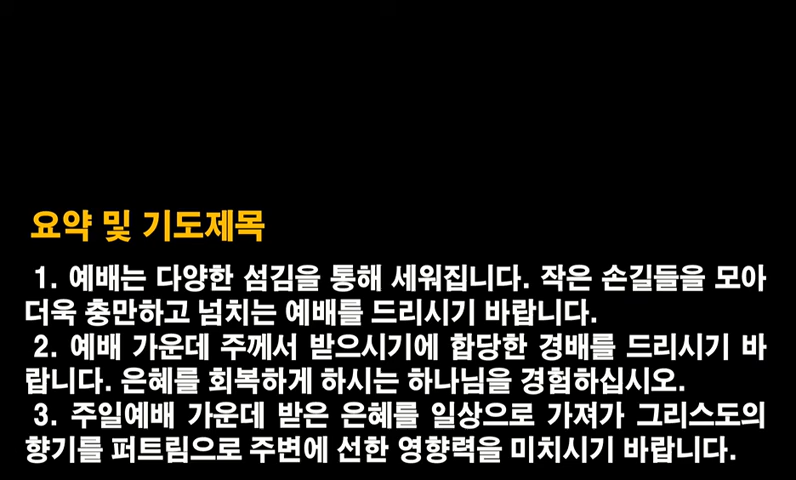 요약 및 기도제목
1. 예배는 다양한 섬김을 통해 세워집니다. 작은 손길들을 모아
더욱 충만하고 넘치는 예배를 드리시기 바랍니다.
2. 예배 가운데 주께서 받으시기에 합당한 경배를 드리시기 바
랍니다. 은혜를 회복하게 하시는 하나님을 경험하십시오.
3. 주일예배 가운데 받은 은혜를 일상으로 가져가 그리스도의
향기를 퍼트림으로 주변에 선한 영향력을 미치시기 바랍니다.